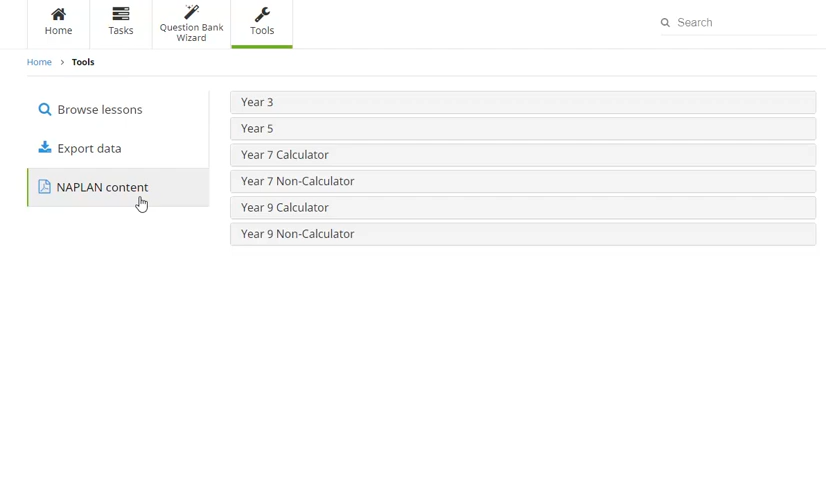 Home
Tasks
Question Bank
Wizard
Tools
Search
Home > Tools
Browse lessons
Export data
NAPLAN content
Year 3
Year 5
Year 7 Calculator
Year 7 Non-Calculator
Year 9 Calculator
Year 9 Non-Calculator